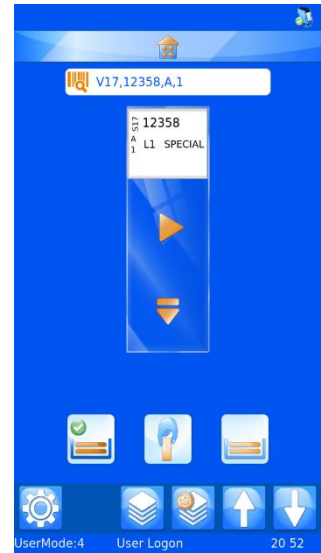 V17,12358,A,1
S17 12358
A
1 L1 SPECIAL
UserMode:4 User Logon 20 52